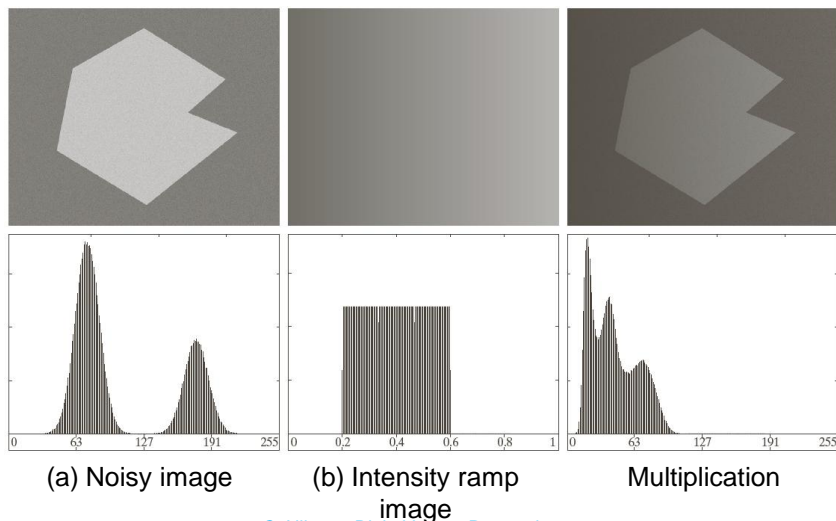 0 63 127 191 255
0 0.2 0.4 0.6 0.8 1
0 63 127 191 255
(a) Noisy image
(b) Intensity ramp
image
Multiplication